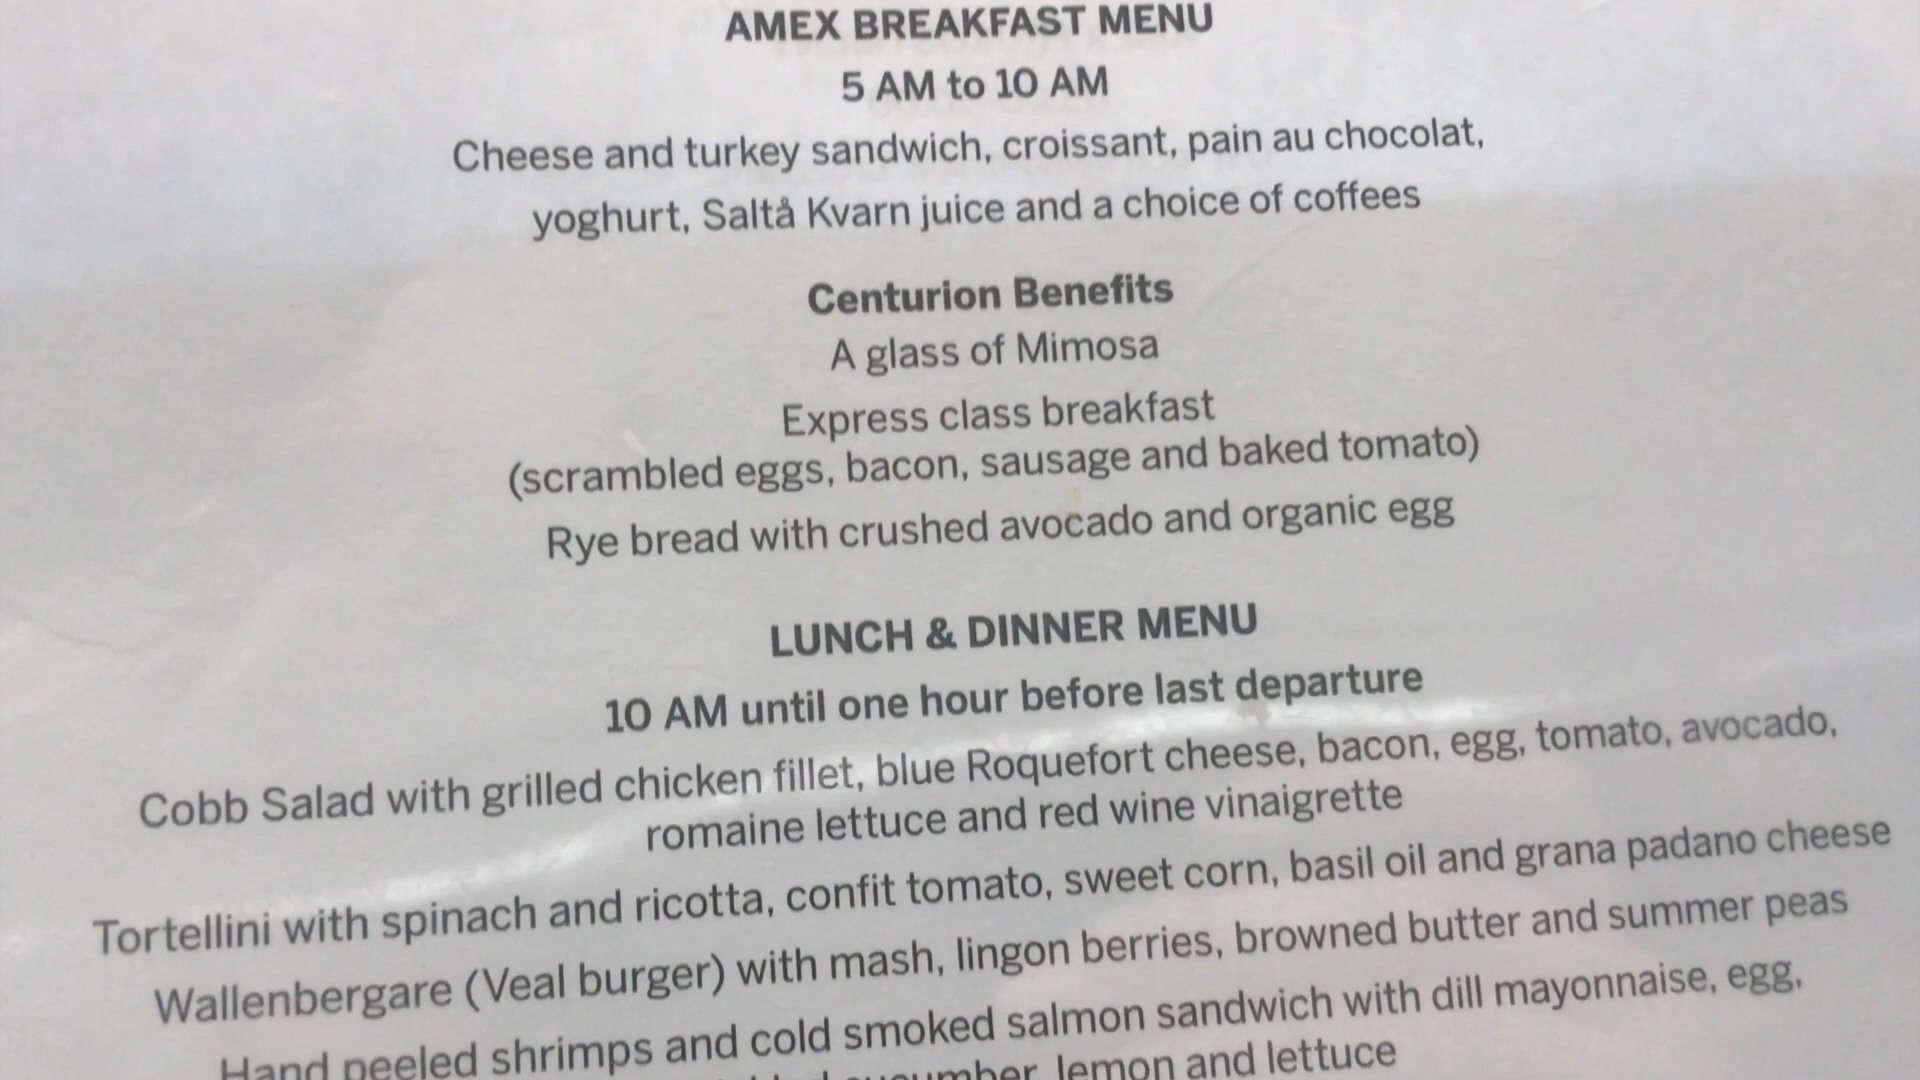 AMEX BREAKFAST MENU
5 AM to 10 AM
Cheese and turkey sandwich, croissant, pain au chocolat,
yoghurt, Saltå Kvarn juice and a choice of coffees
Centurion Benefits
A glass of Mimosa
Express class breakfast
(scrambled eggs, bacon, sausage and baked tomato)
Rye bread with crushed avocado and organic egg
LUNCH & DINNER MENU
10 AM until one hour before last departure
Cobb Salad with grilled chicken fillet, blue Roquefort cheese, bacon, egg, tomato, avocado,
romaine lettuce and red wine vinaigrette
Tortellini with spinach and ricotta, confit tomato, sweet corn, basil oil and grana padano cheese
Wallenbergare (Veal burger) with mash, lingon berries, browned butter and summer peas
Hand peeled shrimps and cold smoked salmon sandwich with dill mayonnaise, egg,
cucumber, lemon and lettuce